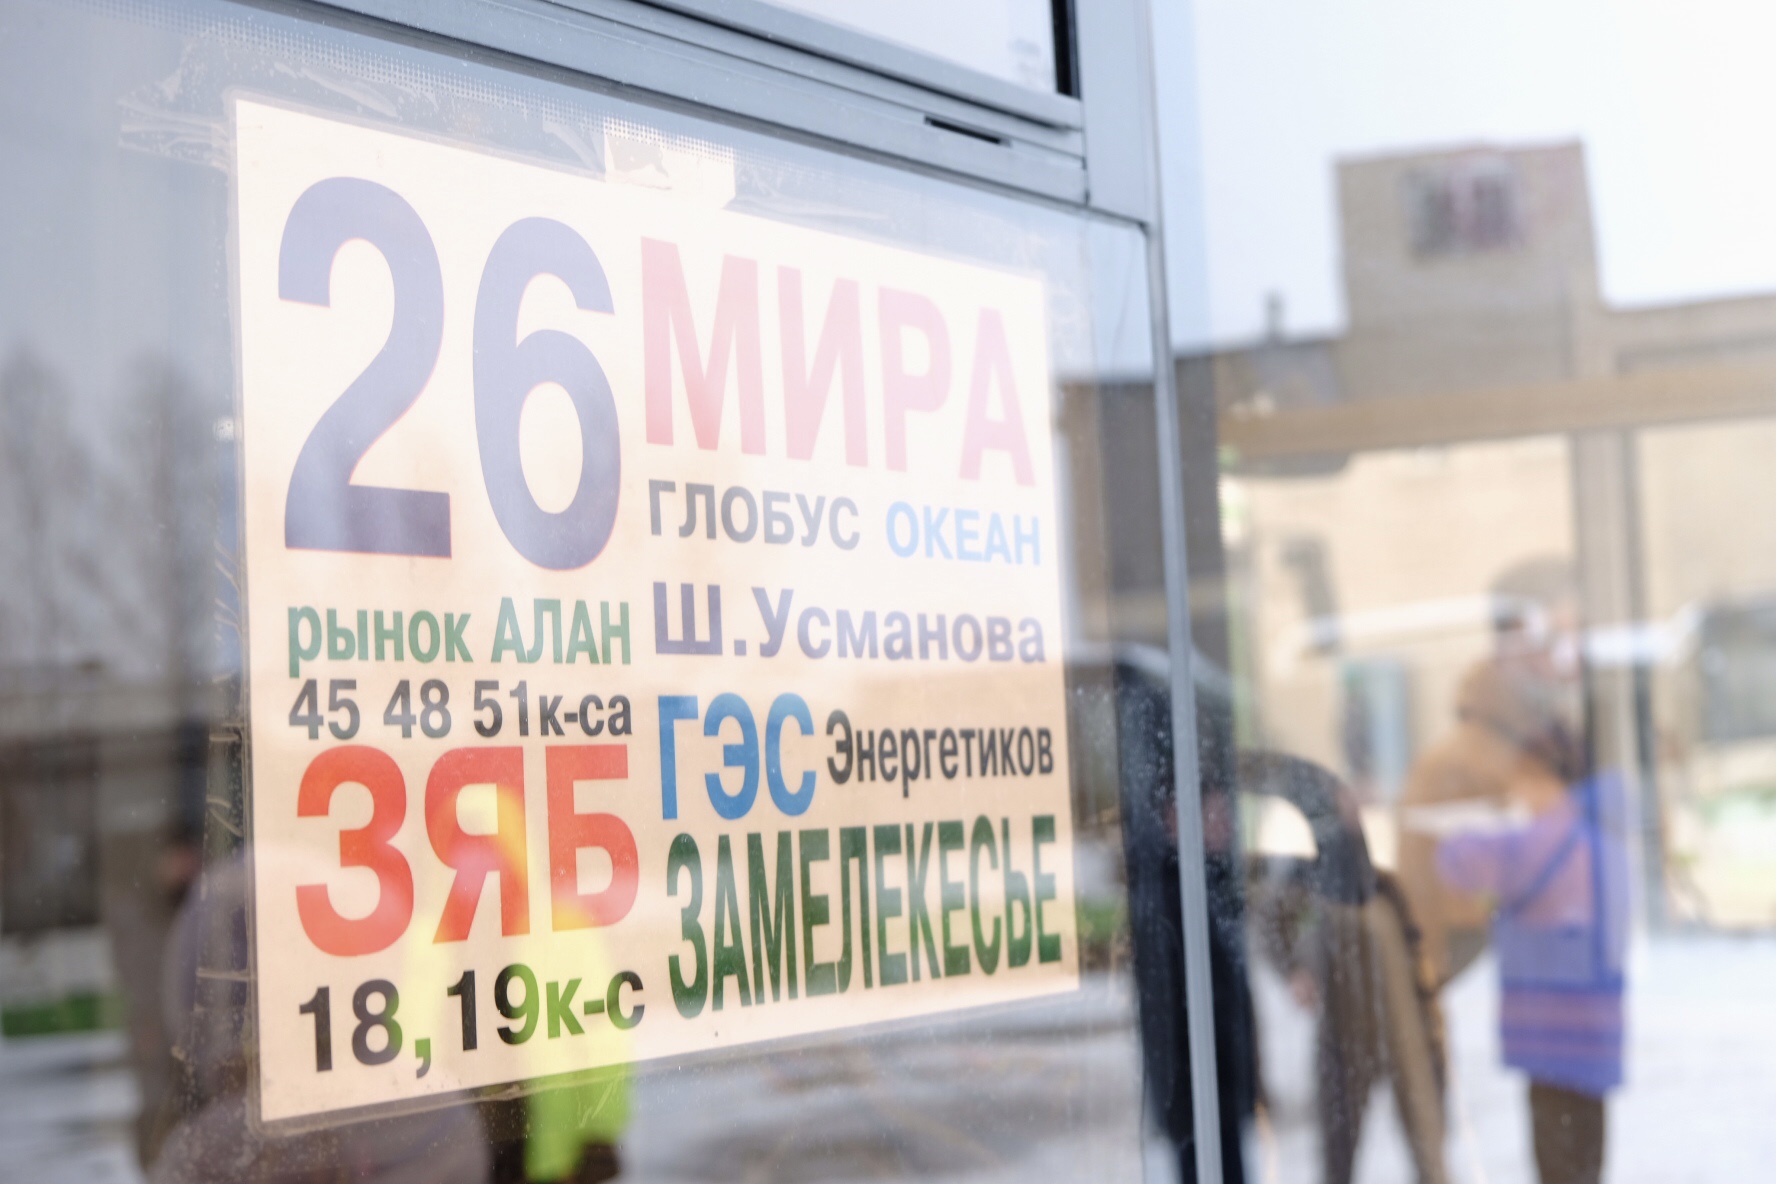 26 МИРА
ГЛОБУС ОКЕАН
рынок АЛАН Ш.Усманова
45 48 51к-са ГЭС Энергетиков
ЗЯБ ЗАМЕЛЕКЕСЬЕ
18,19к-с